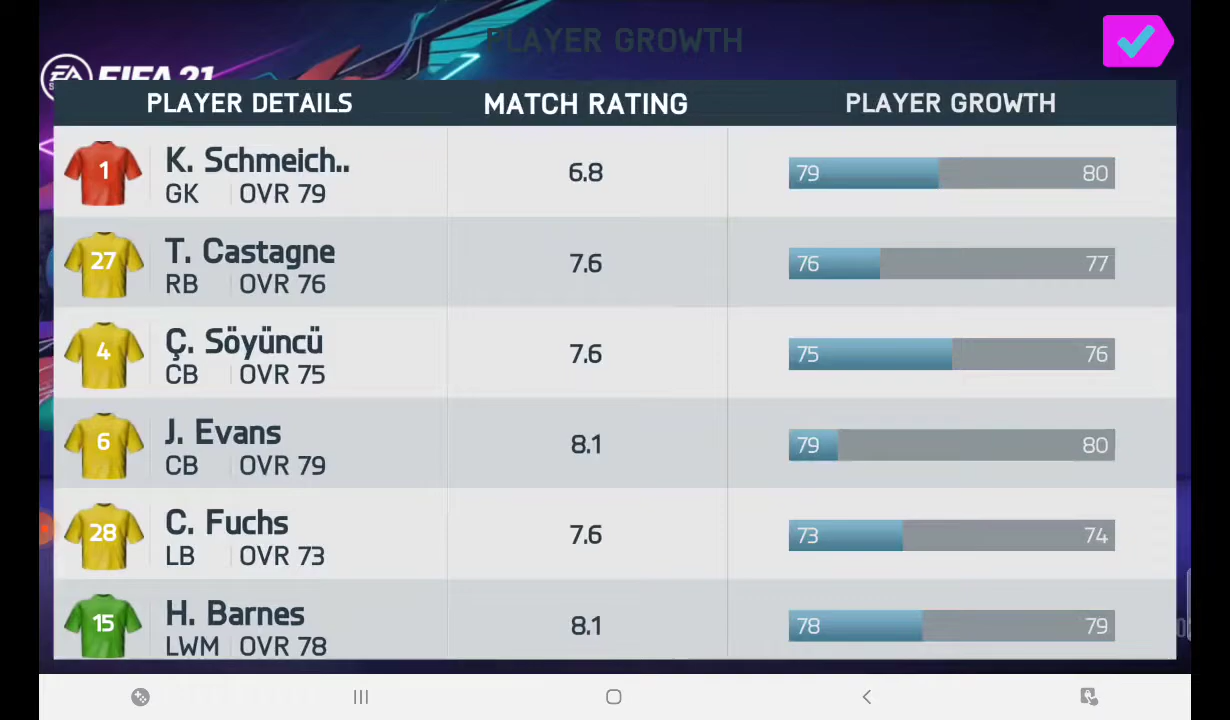 PLAYER GROWTH
EA FIFA 21
PLAYER DETAILS MATCH RATING PLAYER GROWTH
1 K. Schmeich.. 6.8 79 80
GK OVR 79
27 T. Castagne 7.6 76 77
RB OVR 76
4 Ç. Söyüncü 7.6 75 76
CB OVR 75
6 J. Evans 8.1 79 80
CB OVR 79
28 C. Fuchs 7.6 73 74
LB OVR 73
15 H. Barnes 8.1 78 79
LWM OVR 78